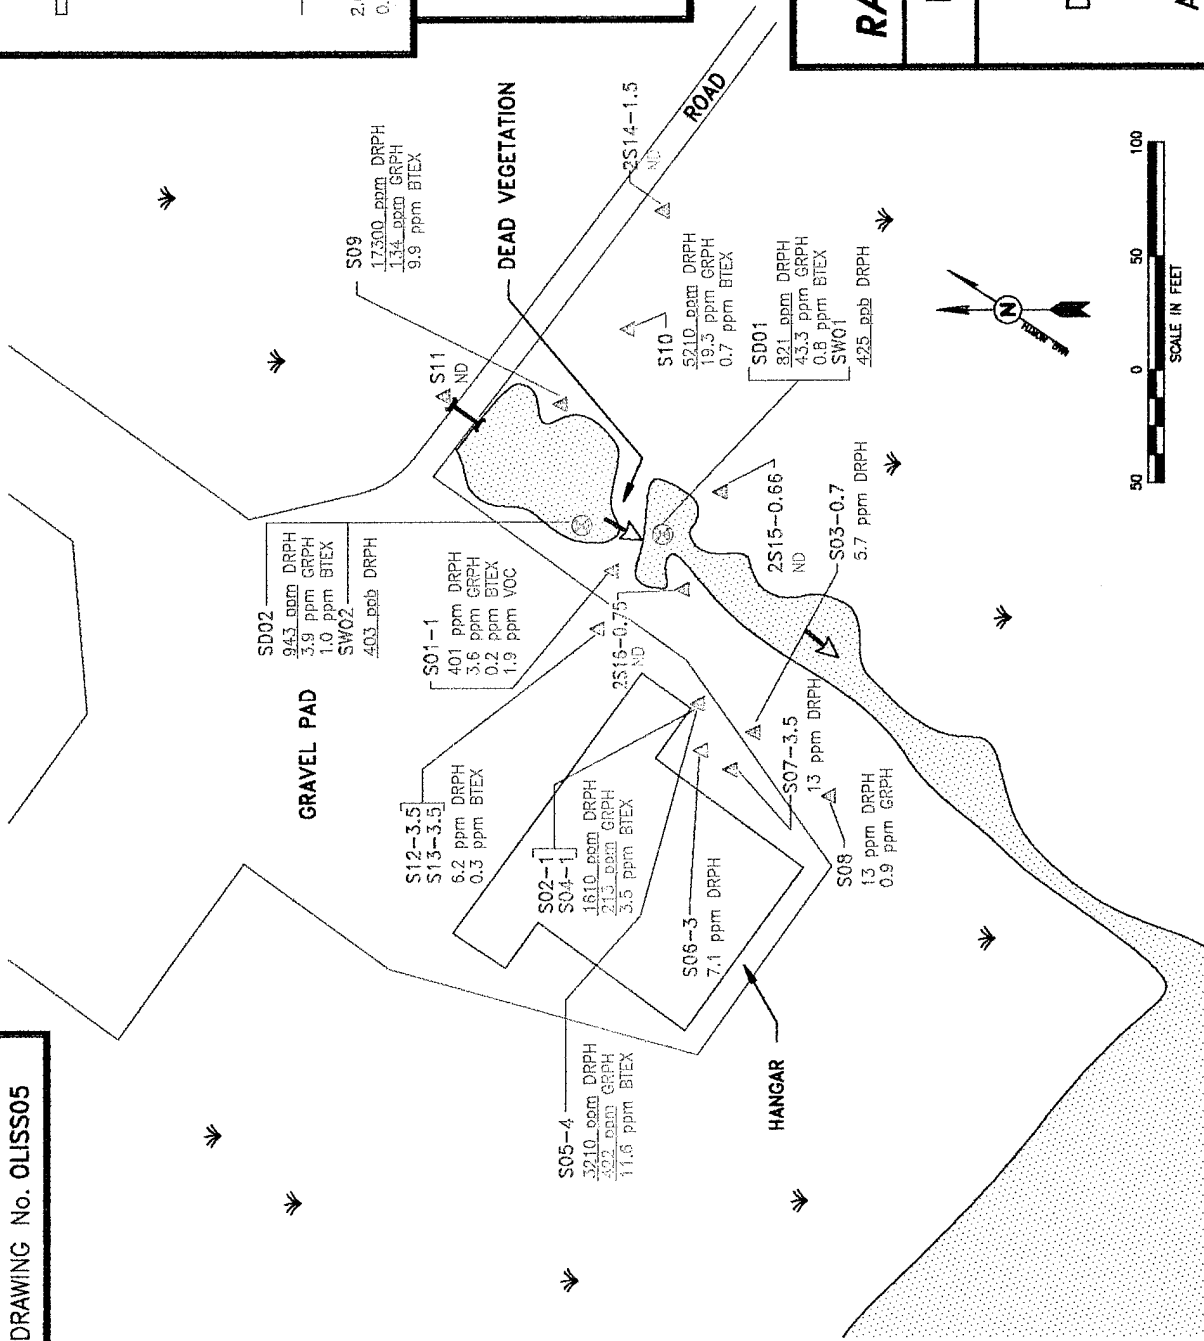 DRAWING No. OLISS05
S09
17300 ppm DRPH
134 ppm GRPH
9.9 ppm BTEX
DEAD VEGETATION
ROAD
2S14-1.5
ND
S11
ND
S10
5210 ppm DRPH
19.3 ppm GRPH
0.7 ppm BTEX
SD01
821 ppm DRPH
43.3 ppm GRPH
0.8 ppm BTEX
SW01
425 ppb DRPH
SD02
943 ppm DRPH
3.9 ppm GRPH
1.0 ppm BTEX
SW02
403 ppb DRPH
S01-1
401 ppm DRPH
3.6 ppm GRPH
0.2 ppm BTEX
1.9 ppm VOC
2S15-0.66
ND
2S16-0.75
ND
S03-0.7
5.7 ppm DRPH
GRAVEL PAD
S12-3.5
S13-3.5
6.2 ppm DRPH
0.3 ppm BTEX
S02-1
S04-1
1610 ppm DRPH
213 ppm GRPH
3.5 ppm BTEX
S07-3.5
13 ppm DRPH
S08
13 ppm DRPH
0.9 ppm GRPH
S06-3
7.1 ppm DRPH
S05-4
3210 ppm DRPH
422 ppm GRPH
11.6 ppm BTEX
HANGAR
N
MAG NORTH
50 0 50 100
SCALE IN FEET
RA
D
A
2.
0.